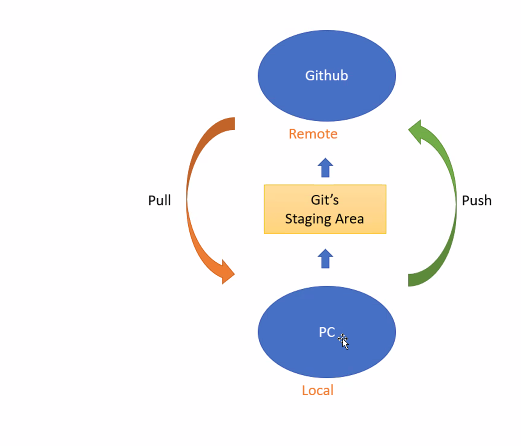 Github
Remote
Pull
Git's
Staging Area
Push
PC
Local